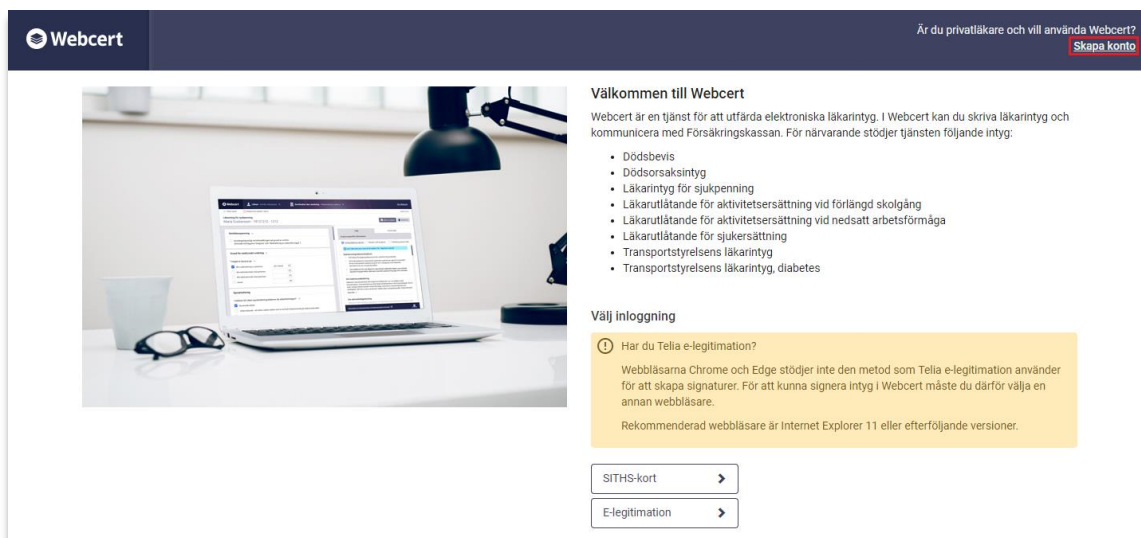 Webcert
Är du privatläkare och vill använda Webcert?
Skapa konto
Välkommen till Webcert
Webcert är en tjänst för att utfärda elektroniska läkarintyg. I Webcert kan du skriva läkarintyg och
kommunicera med Försäkringskassan. För närvarande stödjer tjänsten följande intyg:
• Dödsbevis
• Dödsorsaksintyg
• Läkarintyg för sjukpenning
• Läkarutlåtande för aktivitetsersättning vid förlängd skolgång
• Läkarutlåtande för aktivitetsersättning vid nedsatt arbetsförmåga
• Läkarutlåtande för sjukersättning
• Transportstyrelsens läkarintyg
• Transportstyrelsens läkarintyg, diabetes
Välj inloggning
Har du Telia e-legitimation?
Webbläsarna Chrome och Edge stödjer inte den metod som Telia e-legitimation använder
för att skapa signaturer. För att kunna signera intyg i Webcert måste du därför välja en
annan webbläsare.
Rekommenderad webbläsare är Internet Explorer 11 eller efterföljande versioner.
SITHS-kort
E-legitimation